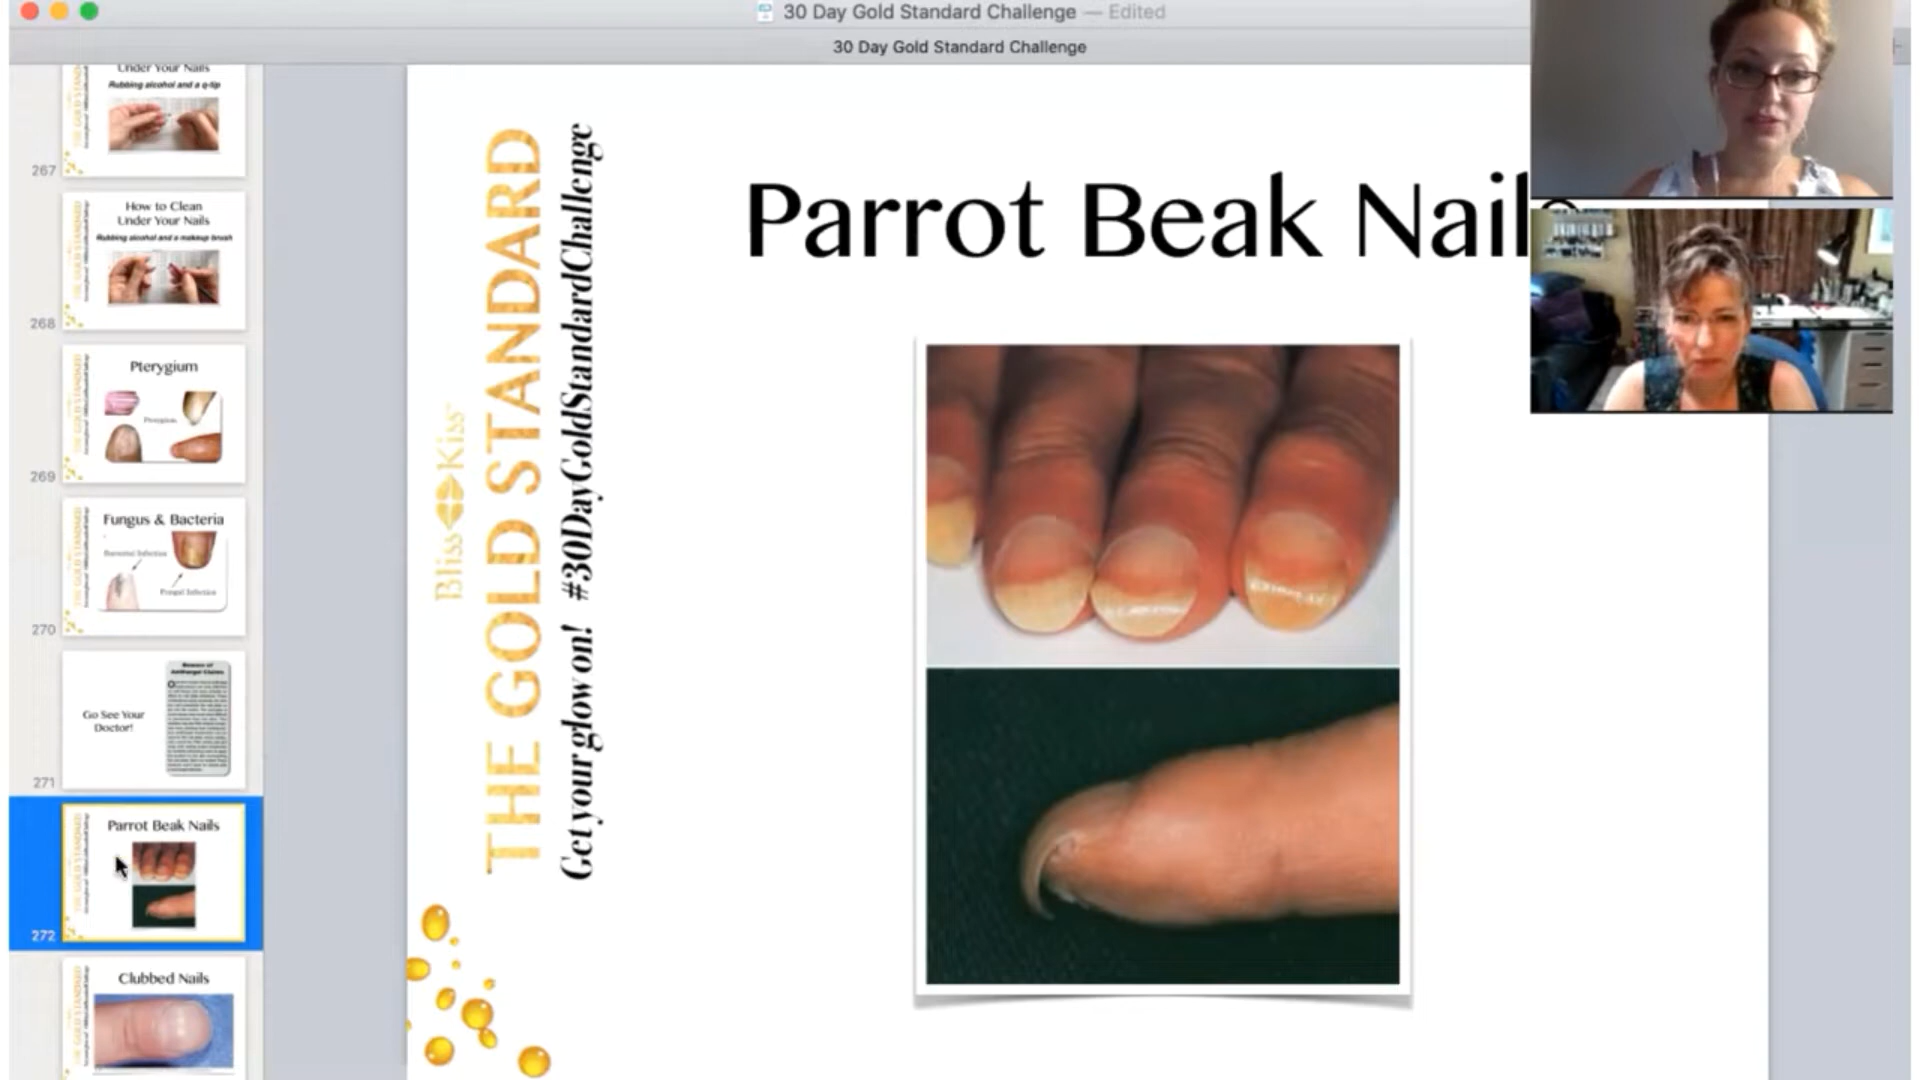 30 Day Gold Standard Challenge — Edited
30 Day Gold Standard Challenge
Under Your Nails
Rubbing alcohol and a q-tip
267
How to Clean
Under Your Nails
Rubbing alcohol and a makeup brush
268
Pterygium
Pterygium
269
Fungus & Bacteria
Bacterial Infection
Fungal Infection
270
Go See Your
Doctor!
Beware of
Antifungal Claims
271
Parrot Beak Nails
272
Clubbed Nails
Bliss Kiss™
THE GOLD STANDARD
Get your glow on! #30DayGoldStandardChallenge
Parrot Beak Nails